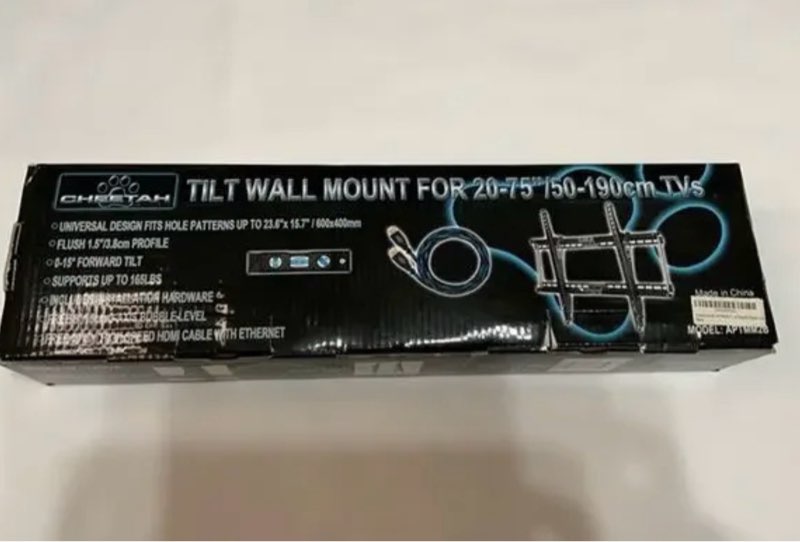 CHEETAH
TILT WALL MOUNT FOR 20-75"/50-190cm TVs
UNIVERSAL DESIGN FITS HOLE PATTERNS UP TO 23.6"x 15.7" / 600x400mm
FLUSH 1.5"/3.8cm PROFILE
0-15° FORWARD TILT
SUPPORTS UP TO 165LBS
HARDWARE &
BUBBLE-LEVEL
HDMI CABLE WITH ETHERNET
Made in China
MODEL: